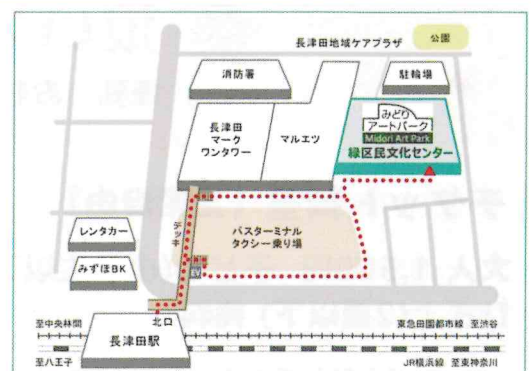 長津田地域ケアプラザ
公園
消防署
駐輪場
長津田
マーク
ワンタワー
マルエツ
みどり
アートパーク
Midori Art Park
緑区民文化センター
デッキ
バスターミナル
タクシー乗り場
レンタカー
みずほBK
EV
北口
至中央林間
東急田園都市線 至渋谷
長津田駅
至八王子
JR横浜線 至東神奈川